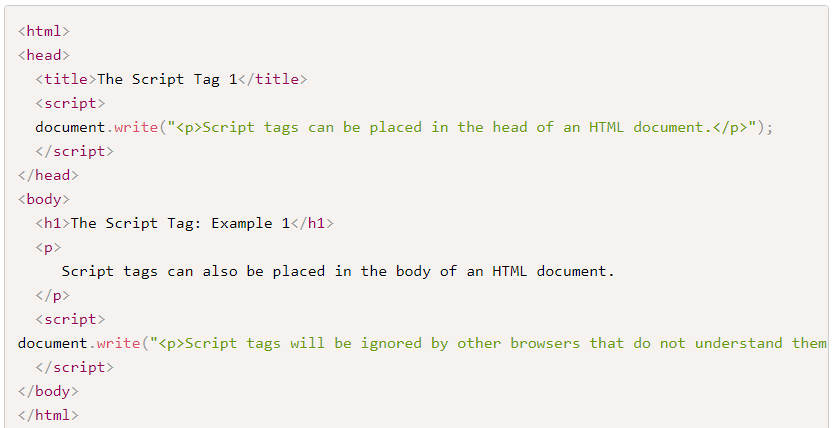 <html>
<head>
<title>The Script Tag 1</title>
<script>
document.write("<p>Script tags can be placed in the head of an HTML document.</p>");
</script>
</head>
<body>
<h1>The Script Tag: Example 1</h1>
<p>
Script tags can also be placed in the body of an HTML document.
</p>
<script>
document.write("<p>Script tags will be ignored by other browsers that do not understand them
</script>
</body>
</html>